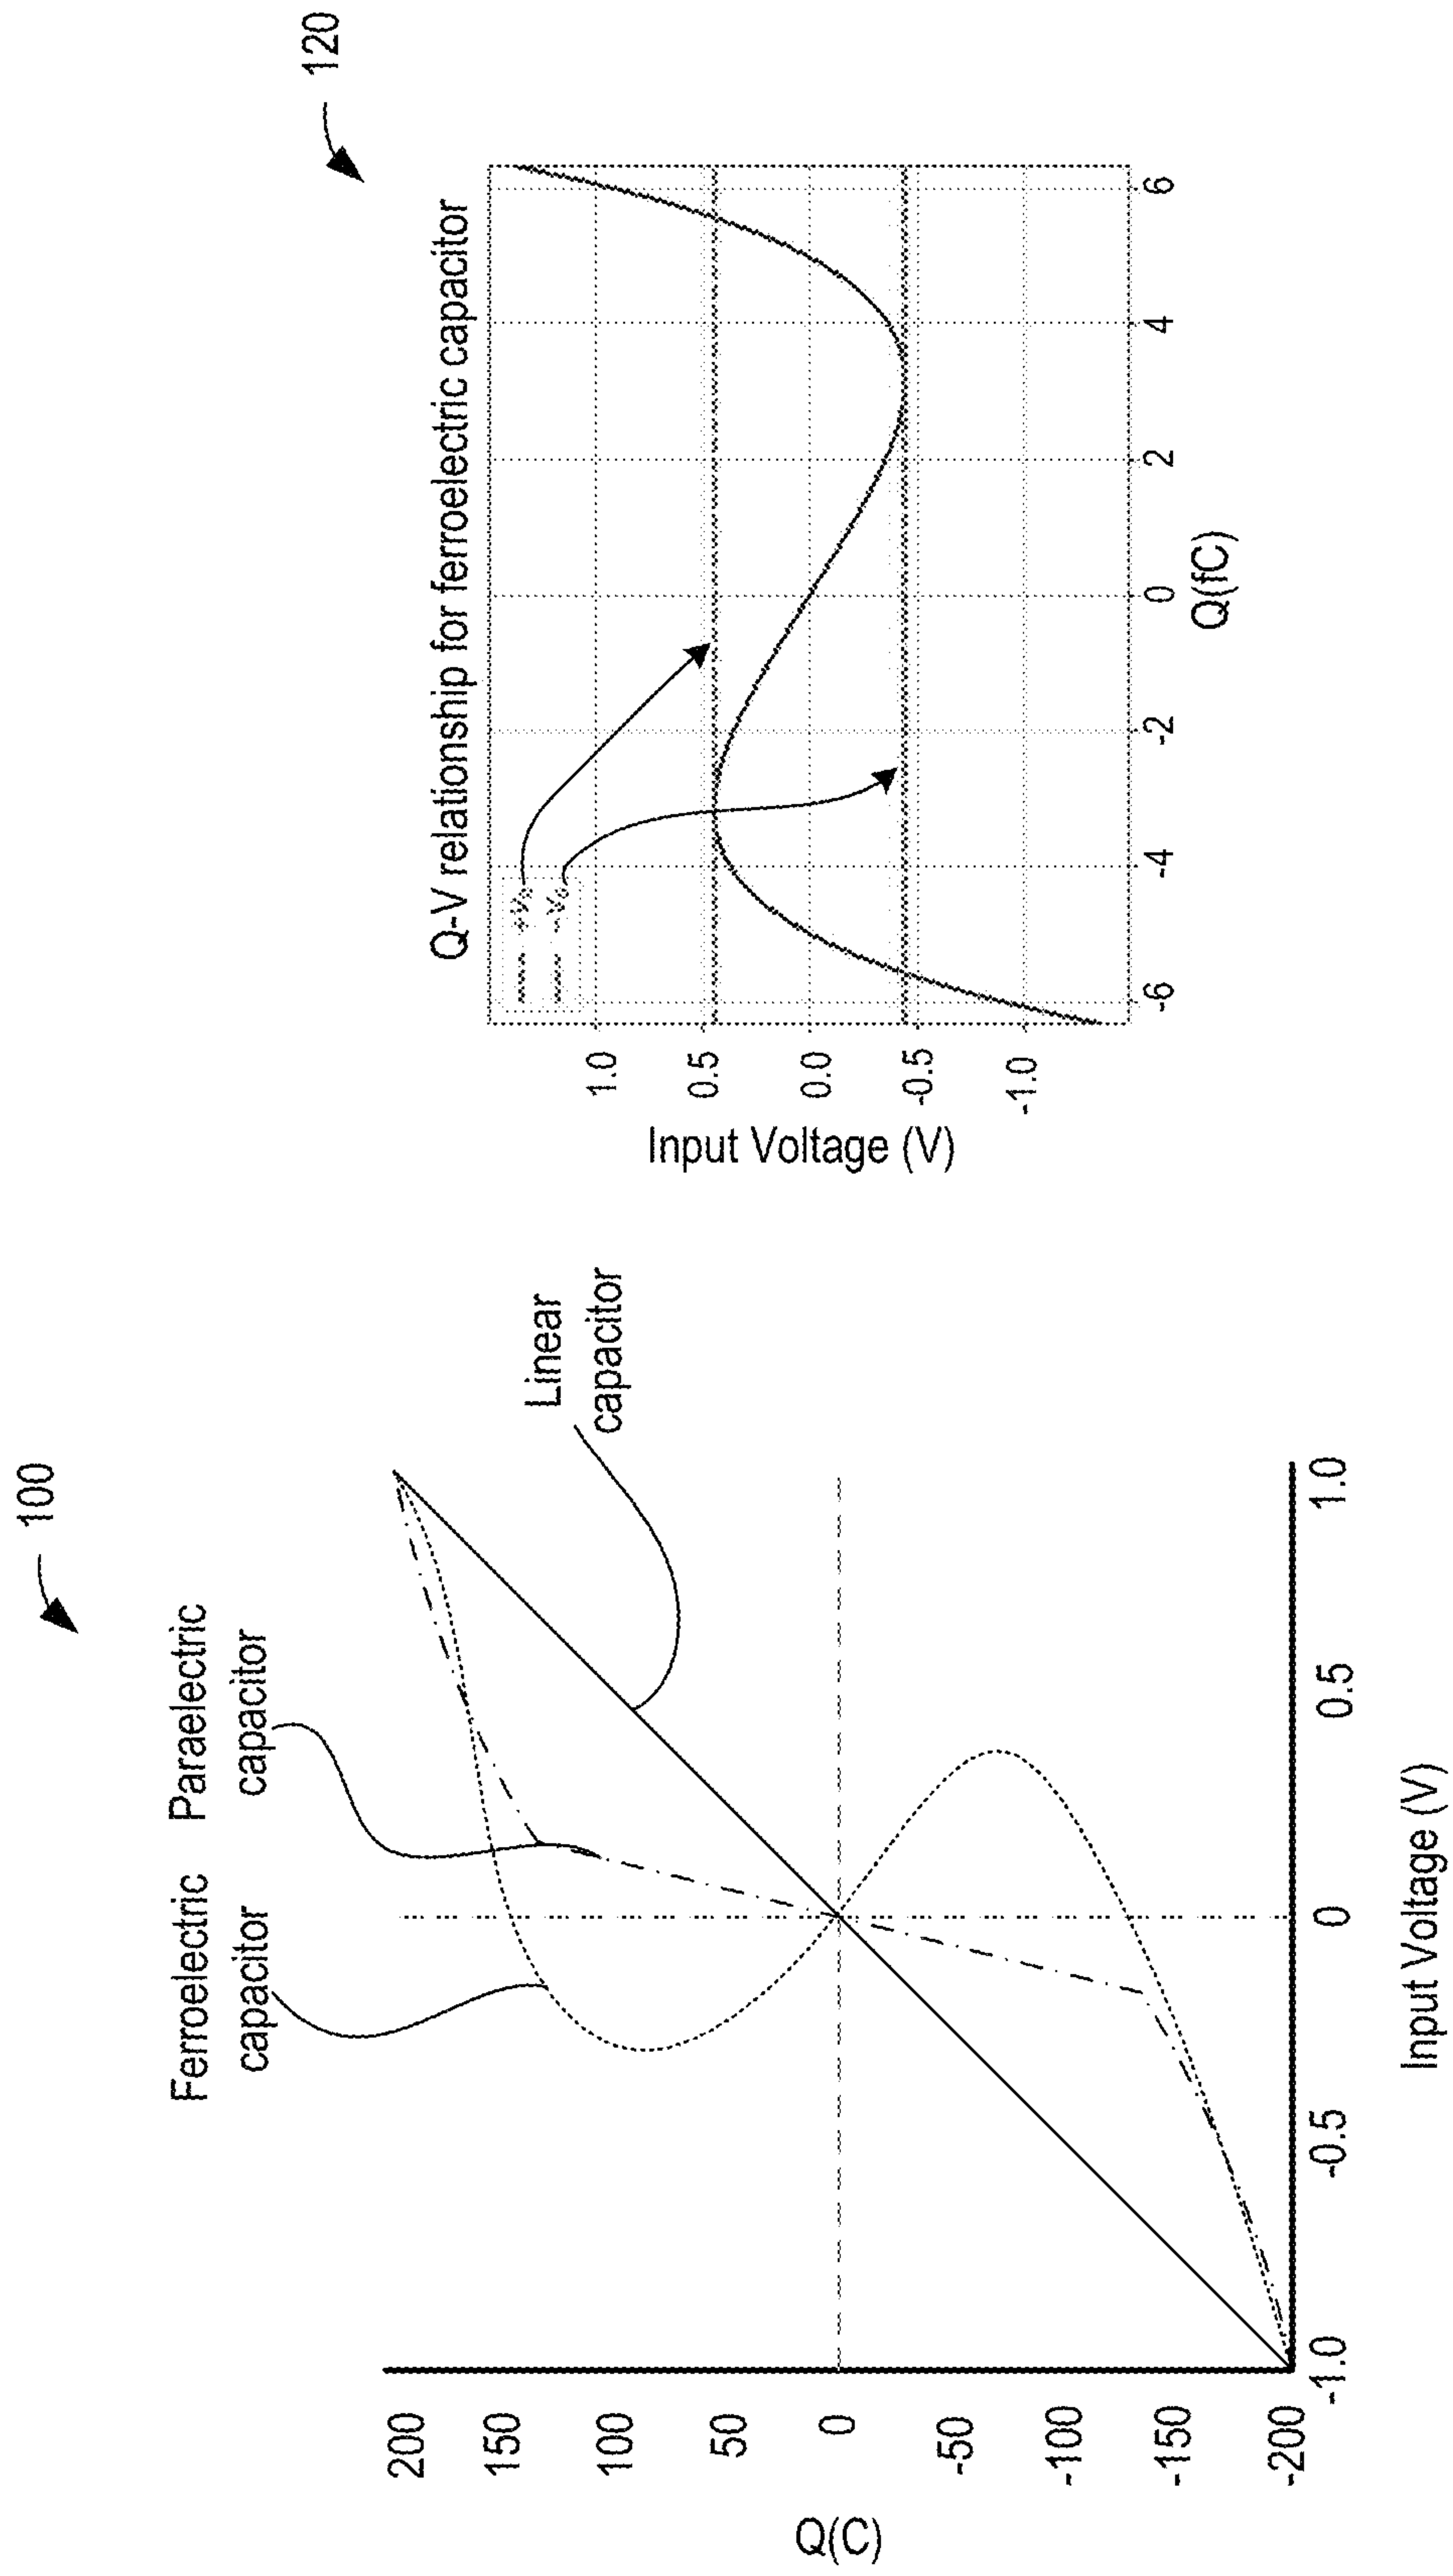 100
Ferroelectric
capacitor
Paraelectric
capacitor
Linear
capacitor
200
150
100
50
0
-50
-100
-150
-200
Q(C)
-1.0
-0.5
0
0.5
1.0
Input Voltage (V)
120
Q-V relationship for ferroelectric capacitor
1.0
0.5
0.0
-0.5
-1.0
Input Voltage (V)
-6
-4
-2
0
2
4
6
Q(fC)